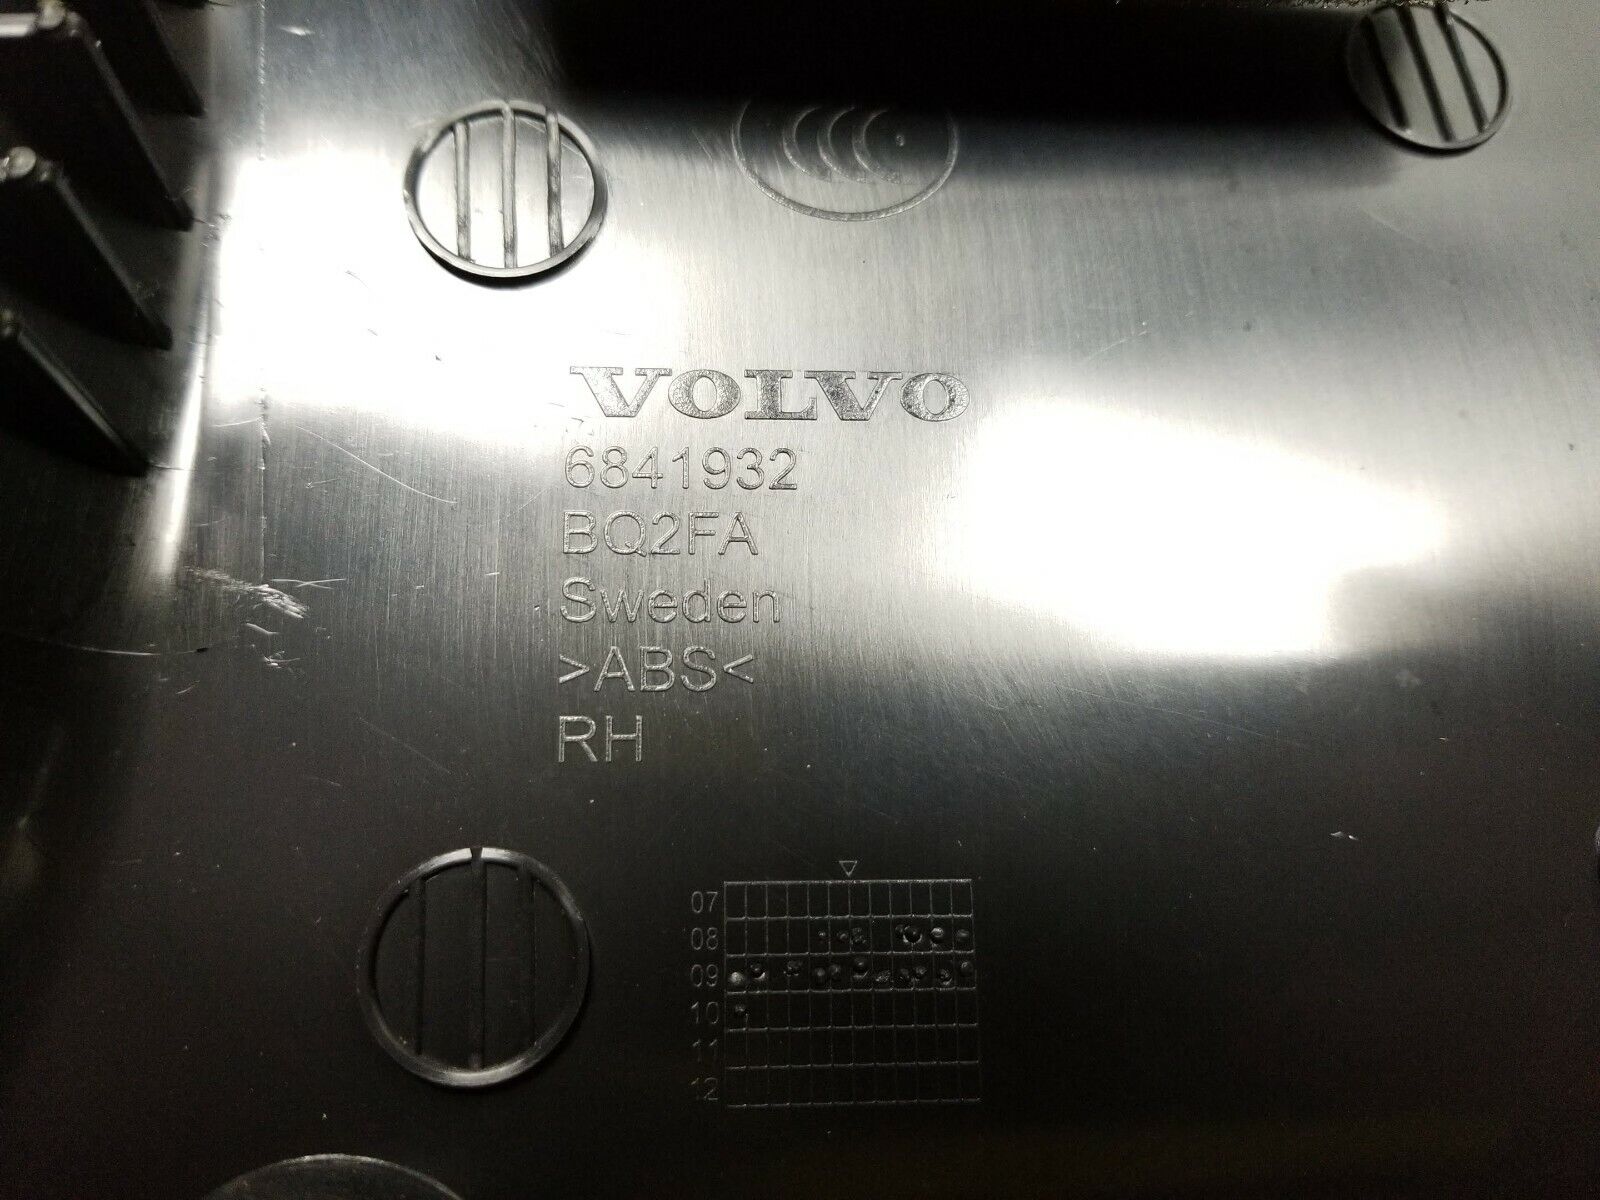 VOLVO
6841932
BQ2FA
Sweden
>ABS<
RH
07
08
09
10
11
12